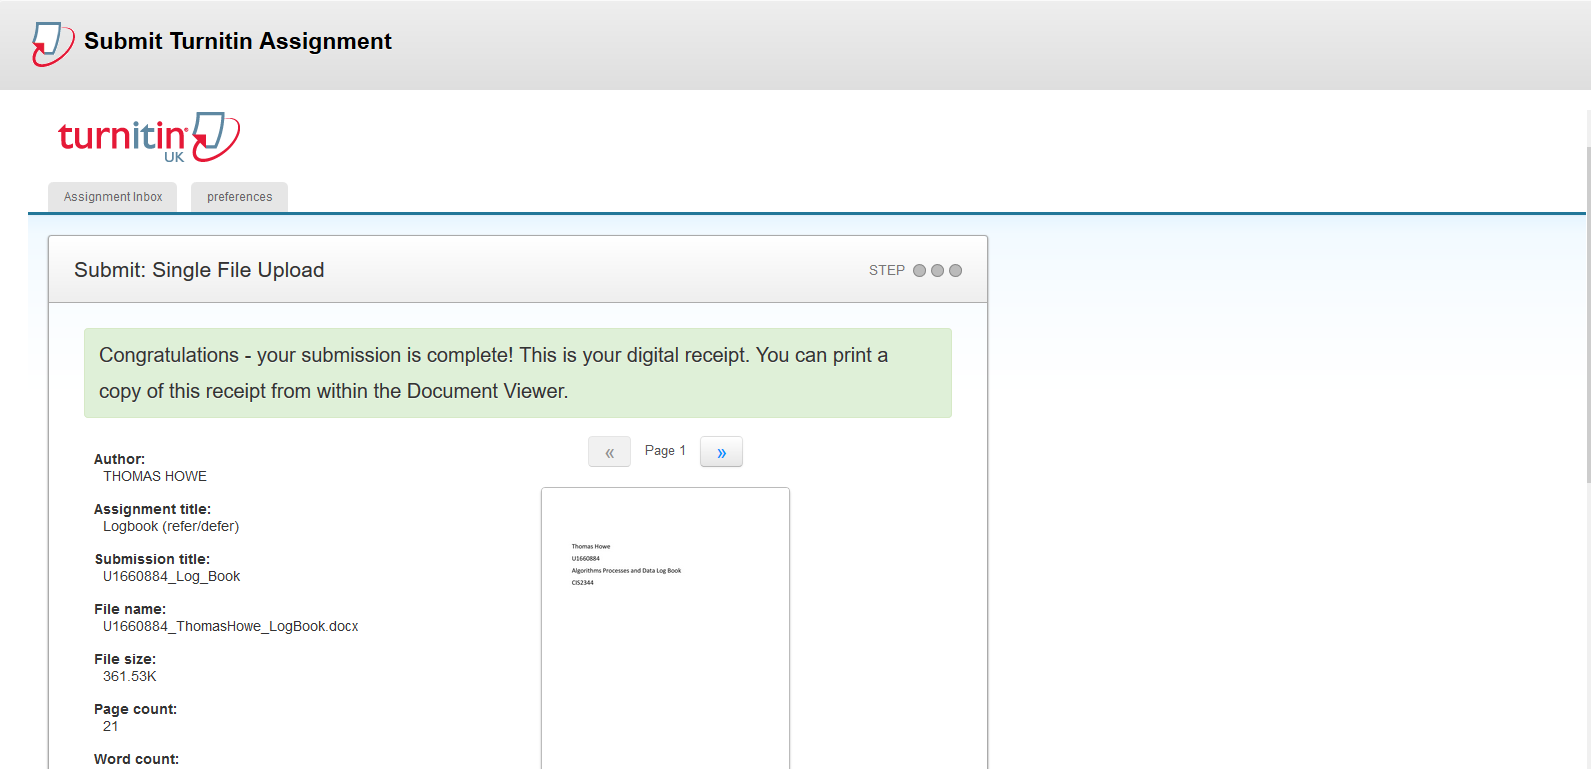 Submit Turnitin Assignment
turnitin
UK
Assignment Inbox
preferences
Submit: Single File Upload
STEP
Congratulations - your submission is complete! This is your digital receipt. You can print a
copy of this receipt from within the Document Viewer.
« Page 1 »
Author:
THOMAS HOWE
Assignment title:
Logbook (refer/defer)
Submission title:
U1660884_Log_Book
File name:
U1660884_ThomasHowe_LogBook.docx
File size:
361.53K
Page count:
21
Word count:
Thomas Howe
U1660884
Algorithms Processes and Data Log Book
CIS2344